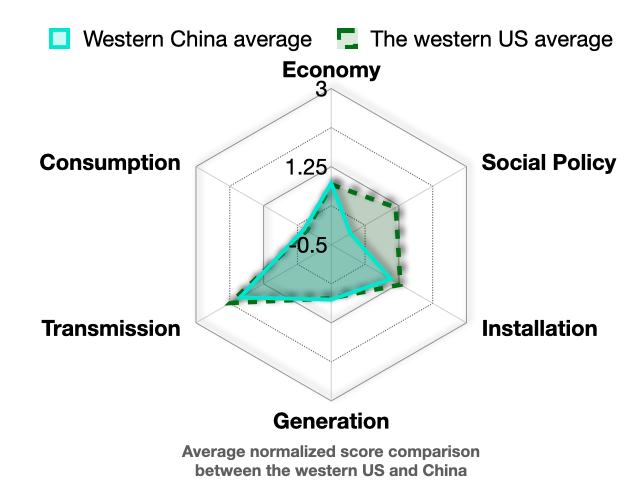 Western China average The western US average
Economy
3
Consumption
Social Policy
1.25
-0.5
Transmission
Installation
Generation
Average normalized score comparison
between the western US and China